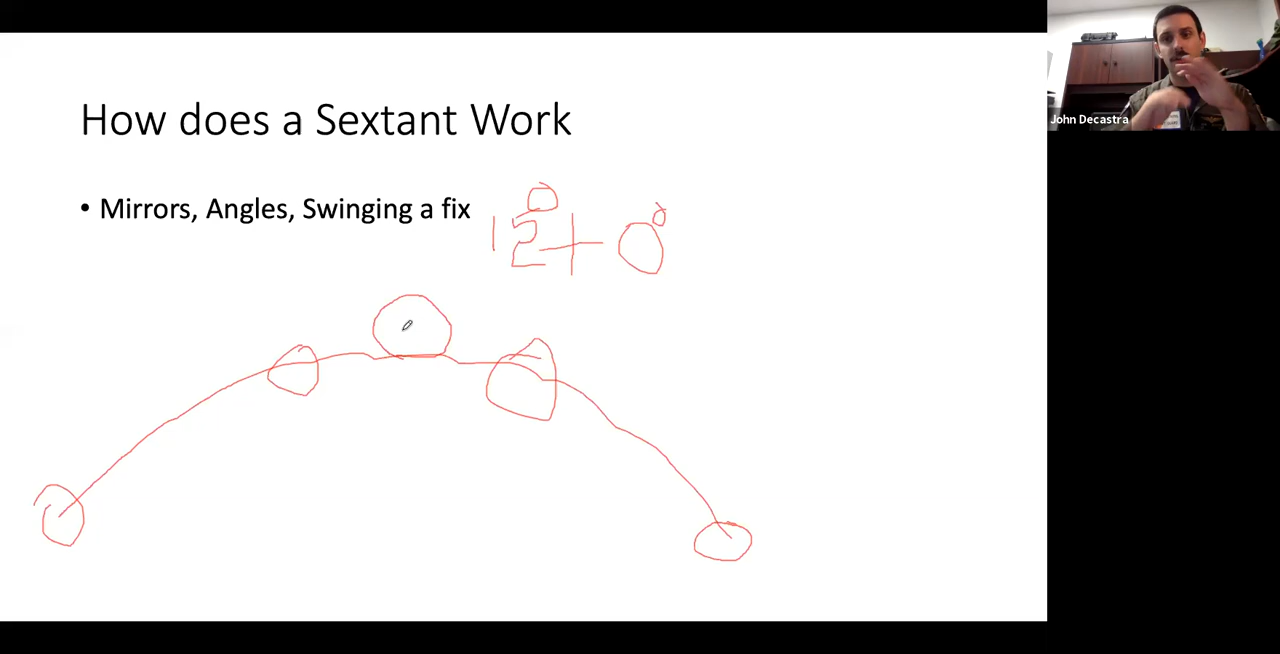 How does a Sextant Work
• Mirrors, Angles, Swinging a fix
12° + 0°
John Decastra